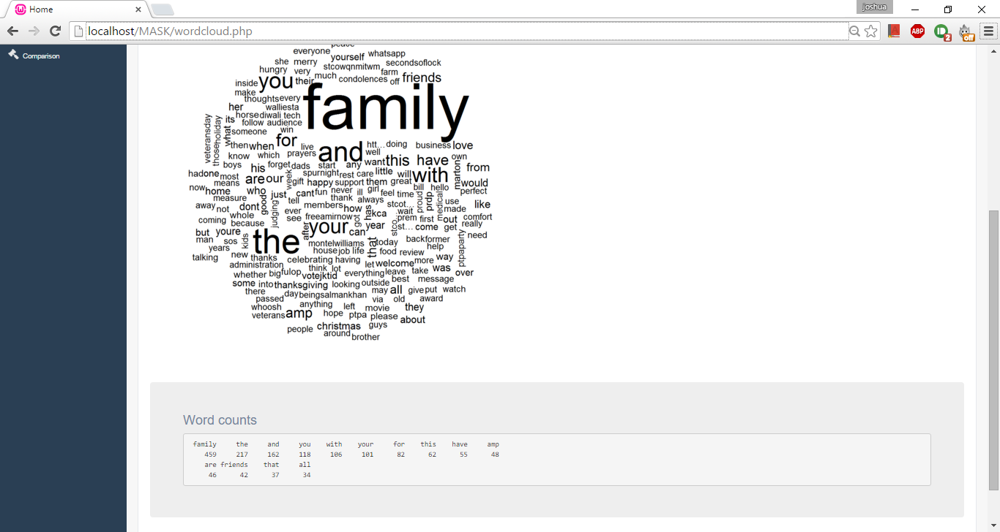 Home
joshua
localhost/MASK/wordcloud.php
ABP
2
off
Comparison
peace
everyone yourself whatsapp
she merry stcowqnmitwm secondsoflock
hungry very much condolences farm off friends
inside you their
make
thoughts every family
her walliesta
veteransday holiday what its horse diwali tech
follow audience
those someone win
then when for live and htt... doing business love
know which prayers well own
boys his forget dads start any want this have from
had one most are our week spurnight rest care little will with marton would
means gift happy support them great bill hello perfect
now home who just cant fun never ill girl feel time
measure good tell thank always proud prdp medical use like
away not dont judging ever members how has stcot... wait made
whole see freeamirnow got kca prem first out comfort
coming because after your can year stco... st... come get really
but youre kids the need
man sos montelwilliams that today back former ptpaparty
years house job life food review help
talking new thanks celebrating having let welcome more way
administration think lot was
whether big fulop votejktid everything leave take over
some into thanksgiving looking outside best message
there day beingsalmankhan may all give put watch
passed via old award
whoosh anything left movie they
veterans amp hope ptpa please about
people christmas guys
around brother
Word counts
family the and you with your for this have amp
459 217 162 118 106 101 82 62 55 48
are friends that all
46 42 37 34